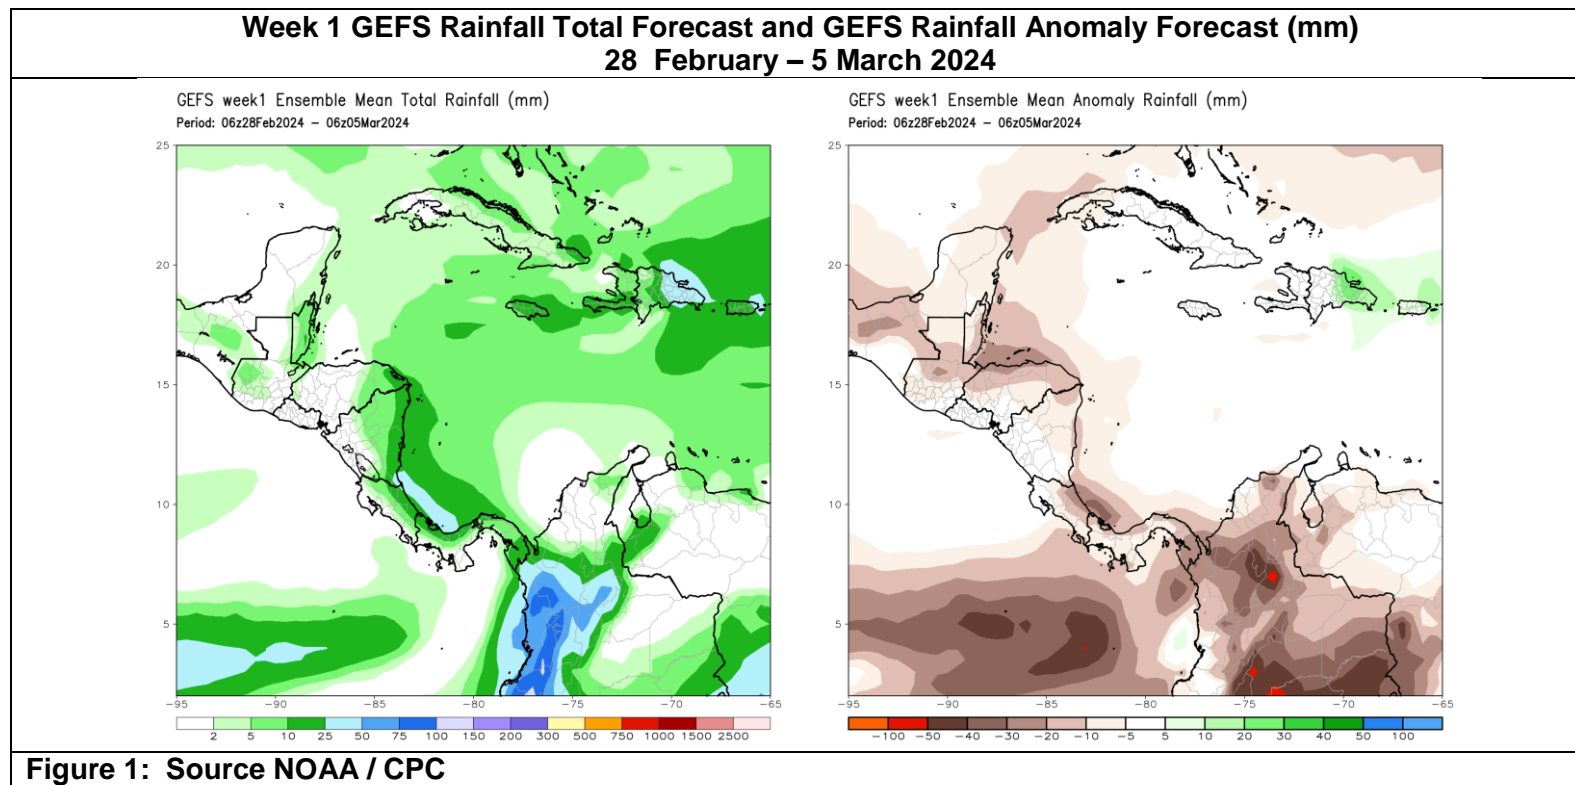 Week 1 GEFS Rainfall Total Forecast and GEFS Rainfall Anomaly Forecast (mm)
28 February – 5 March 2024
GEFS week1 Ensemble Mean Total Rainfall (mm)
Period: 06z28Feb2024 – 06z05Mar2024
25
20
15
10
5
−95
−90
−85
−80
−75
−70
−65
2 5 10 25 50 75 100 150 200 300 500 750 1000 1500 2500
GEFS week1 Ensemble Mean Anomaly Rainfall (mm)
Period: 06z28Feb2024 – 06z05Mar2024
25
20
15
10
5
−95
−90
−85
−80
−75
−70
−65
−100 −50 −40 −30 −20 −10 −5 5 10 20 30 40 50 100
Figure 1: Source NOAA / CPC